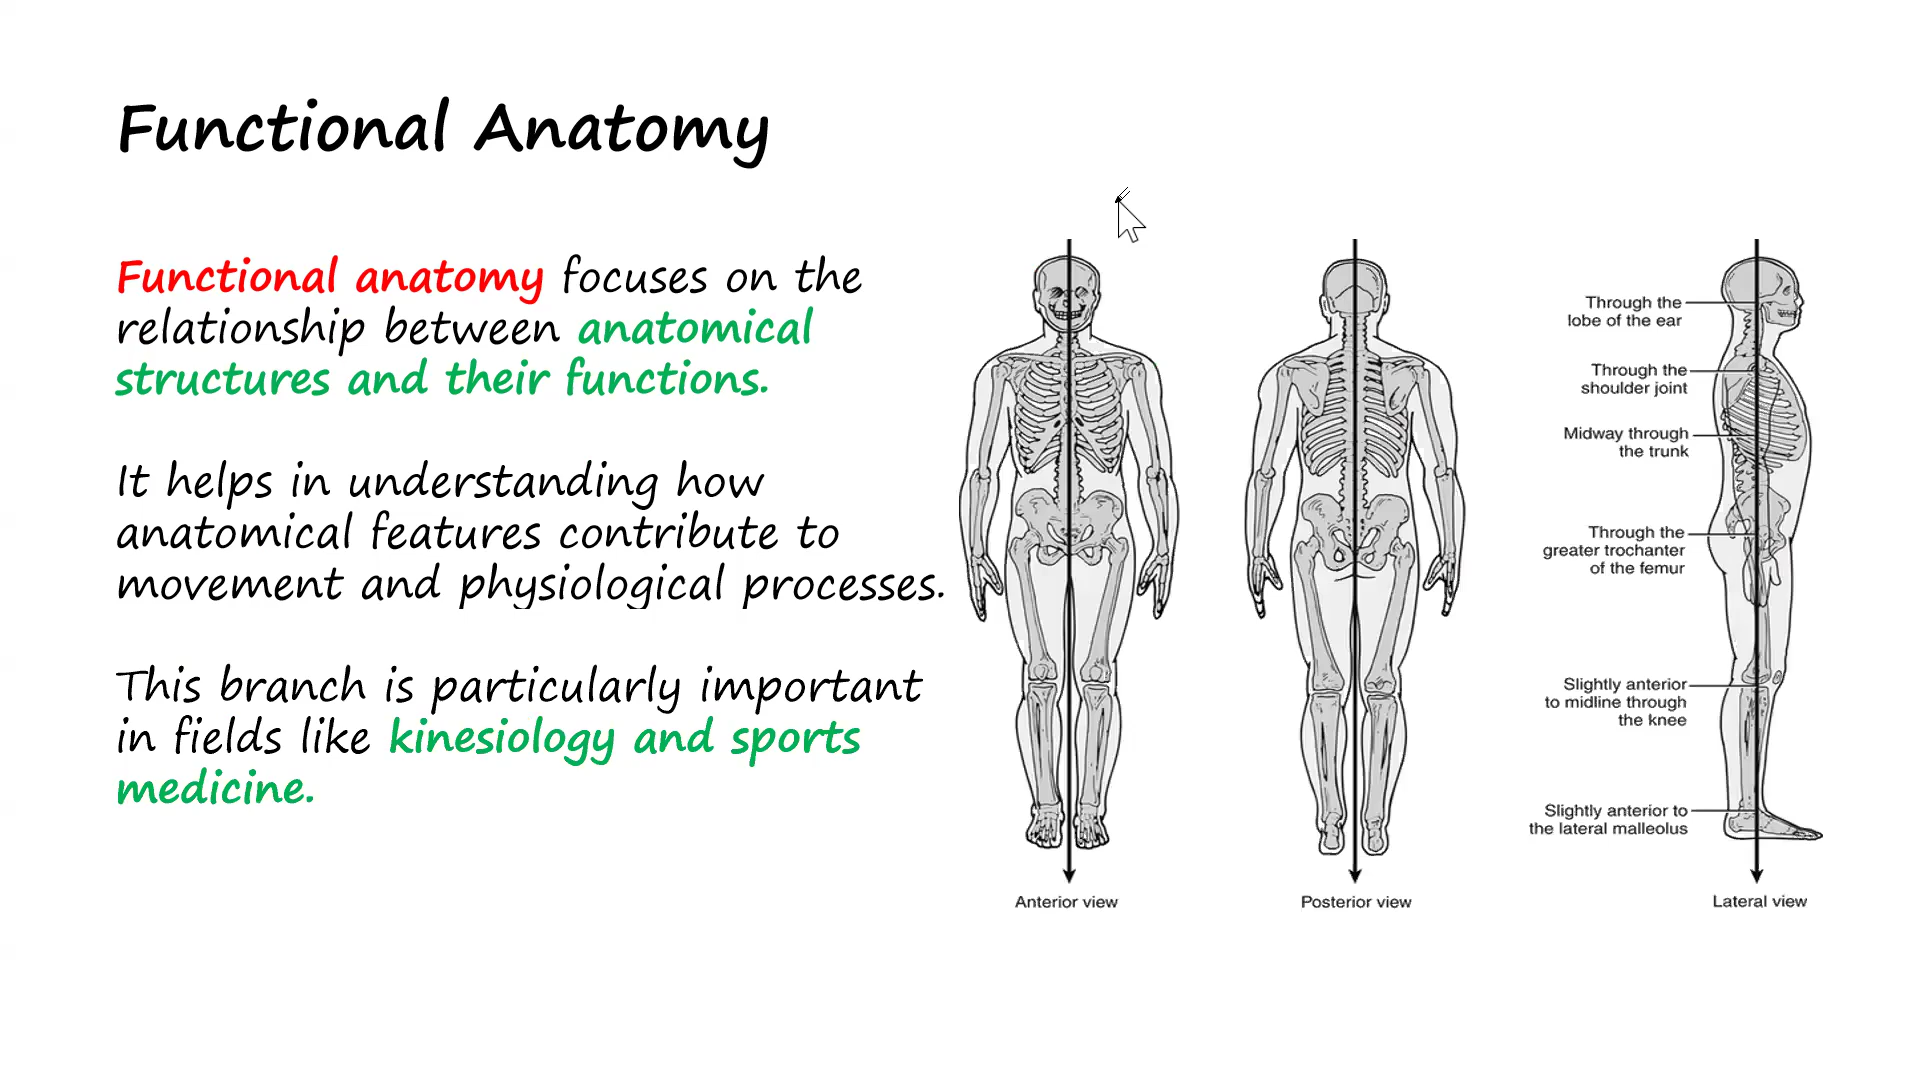 Functional Anatomy
Functional anatomy focuses on the
relationship between anatomical
structures and their functions.
It helps in understanding how
anatomical features contribute to
movement and physiological processes.
This branch is particularly important
in fields like kinesiology and sports
medicine.
Through the
lobe of the ear
Through the
shoulder joint
Midway through
the trunk
Through the
greater trochanter
of the femur
Slightly anterior
to midline through
the knee
Slightly anterior to
the lateral malleolus
Anterior view
Posterior view
Lateral view